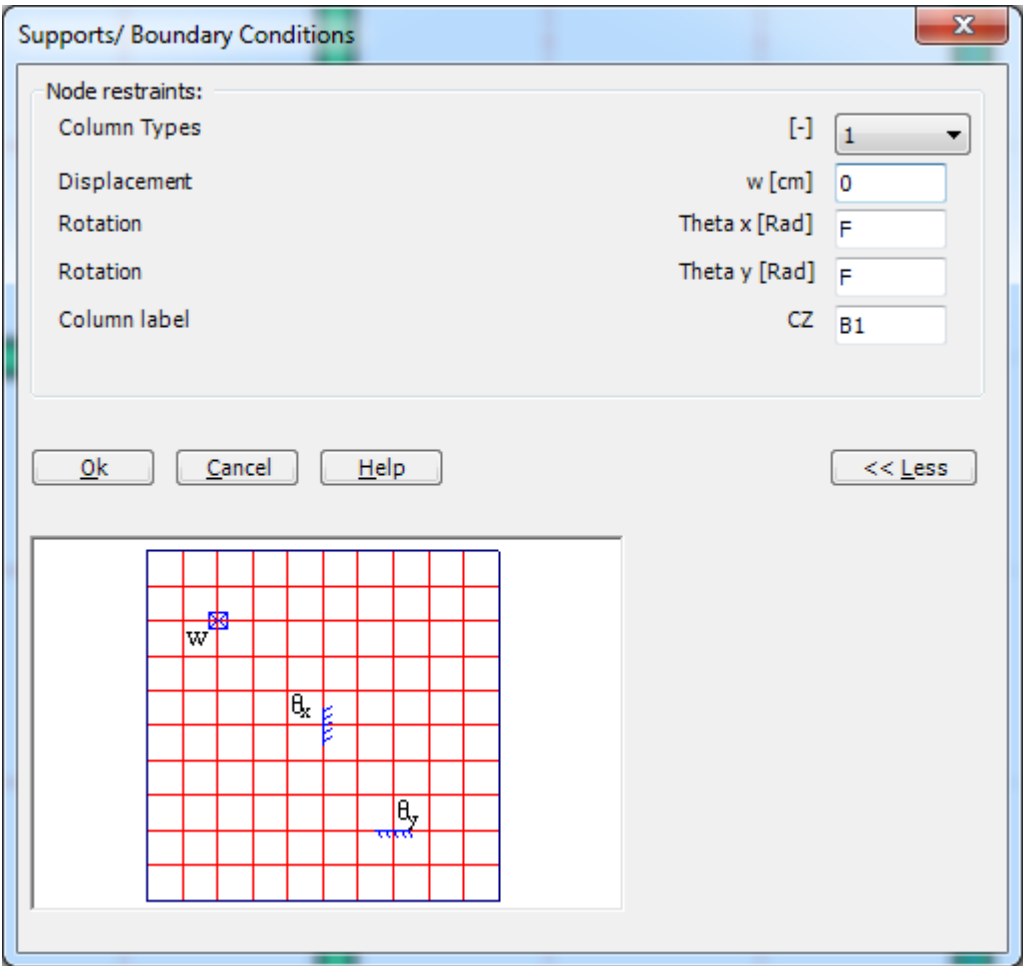 Supports/ Boundary Conditions
Node restraints:
Column Types [-] 1
Displacement w [cm] 0
Rotation Theta x [Rad] F
Rotation Theta y [Rad] F
Column label CZ B1
Ok Cancel Help << Less
w
θx
θy